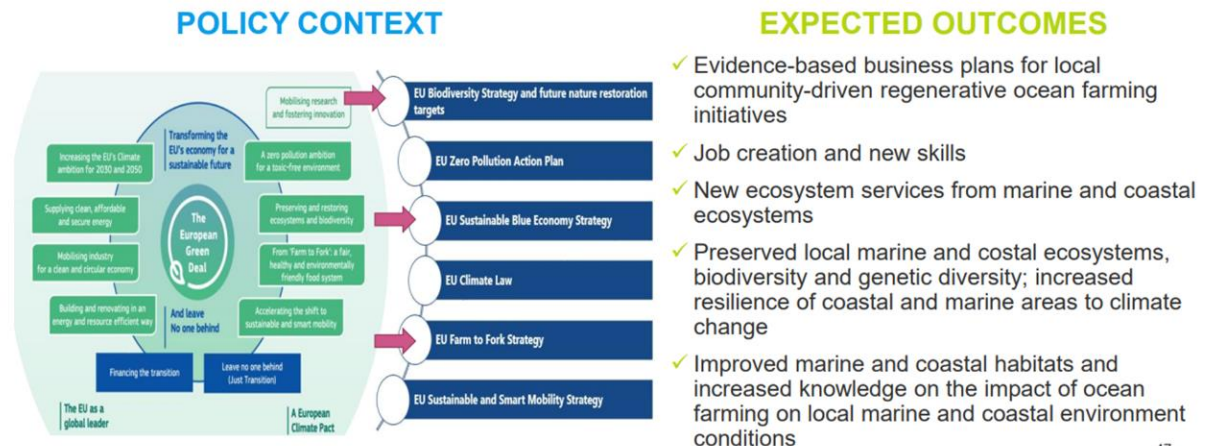 POLICY CONTEXT
Mobilising research
and fostering innovation
Transforming the
EU's economy for a
sustainable future
Increasing the EU's Climate
ambition for 2030 and 2050
A zero pollution ambition
for a toxic-free environment
Supplying clean, affordable
and secure energy
The
European
Green
Deal
Preserving and restoring
ecosystems and biodiversity
Mobilising industry
for a clean and circular economy
From 'Farm to Fork': a fair,
healthy and environmentally
friendly food system
Building and renovating in an
energy and resource efficient way
And leave
No one behind
Accelerating the shift to
sustainable and smart mobility
Financing the transition
Leave no one behind
(Just Transition)
The EU as a
global leader
A European
Climate Pact
EU Biodiversity Strategy and future nature restoration
targets
EU Zero Pollution Action Plan
EU Sustainable Blue Economy Strategy
EU Climate Law
EU Farm to Fork Strategy
EU Sustainable and Smart Mobility Strategy
EXPECTED OUTCOMES
✓ Evidence-based business plans for local
community-driven regenerative ocean farming
initiatives
✓ Job creation and new skills
✓ New ecosystem services from marine and coastal
ecosystems
✓ Preserved local marine and costal ecosystems,
biodiversity and genetic diversity; increased
resilience of coastal and marine areas to climate
change
✓ Improved marine and coastal habitats and
increased knowledge on the impact of ocean
farming on local marine and coastal environment
conditions